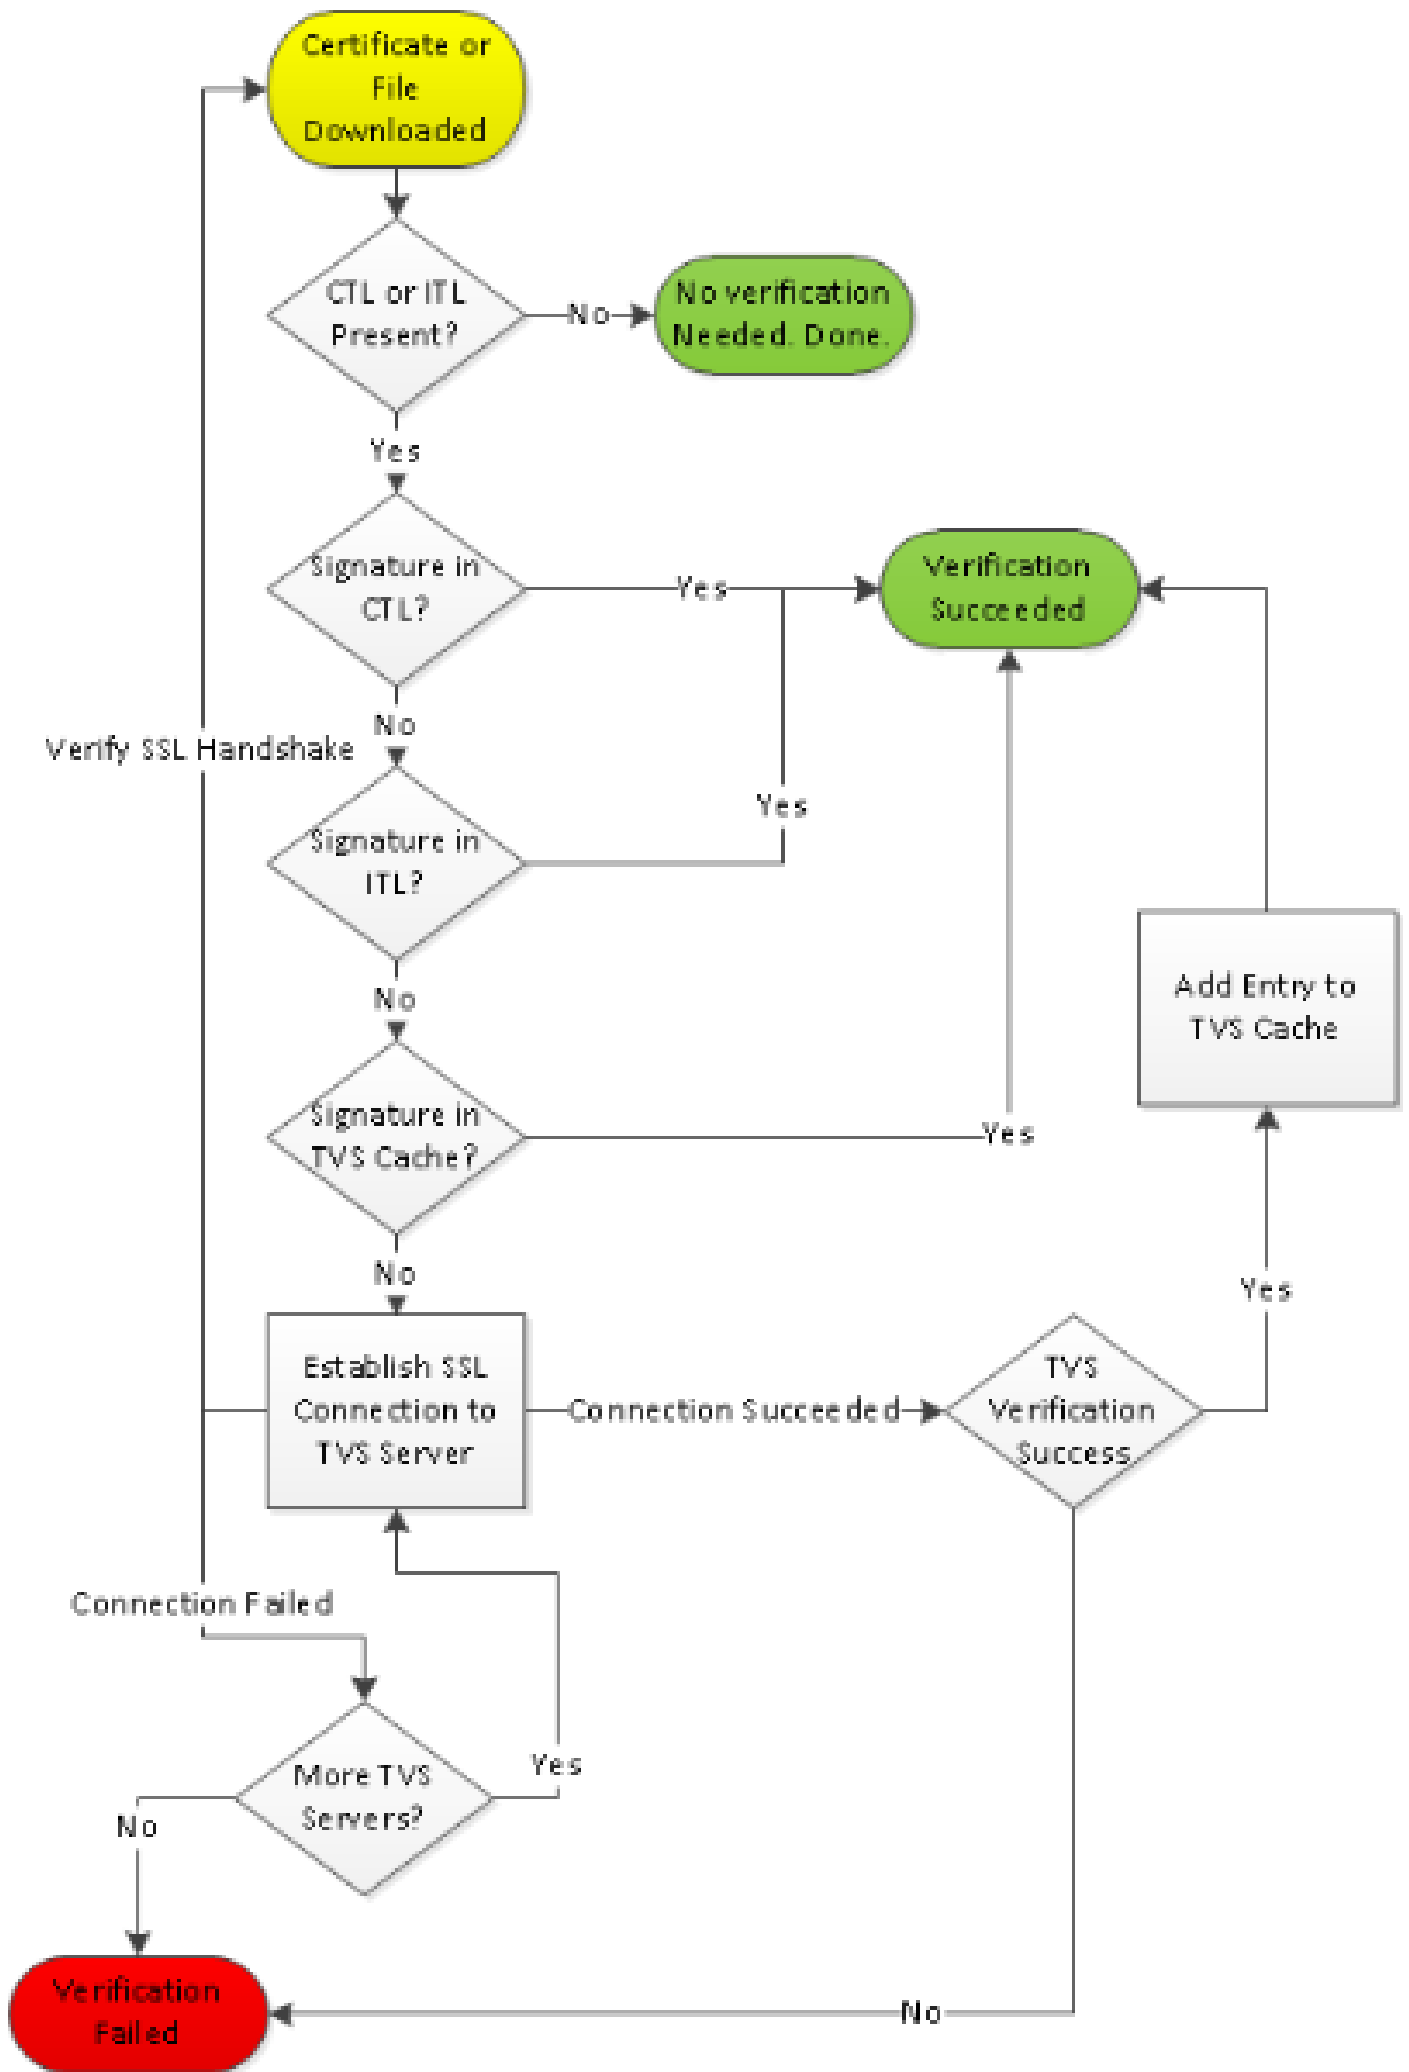 Certificate or
File
Downloaded
CTL or ITL
Present?
No
No verification
Needed. Done.
Yes
Signature in
CTL?
Yes
Verification
Succeeded
No
Verify SSL Handshake
Signature in
ITL?
Yes
No
Add Entry to
TVS Cache
Signature in
TVS Cache?
Yes
No
Yes
Establish SSL
Connection to
TVS Server
Connection Succeeded
TVS
Verification
Success
Connection Failed
More TVS
Servers?
Yes
No
Verification
Failed
No